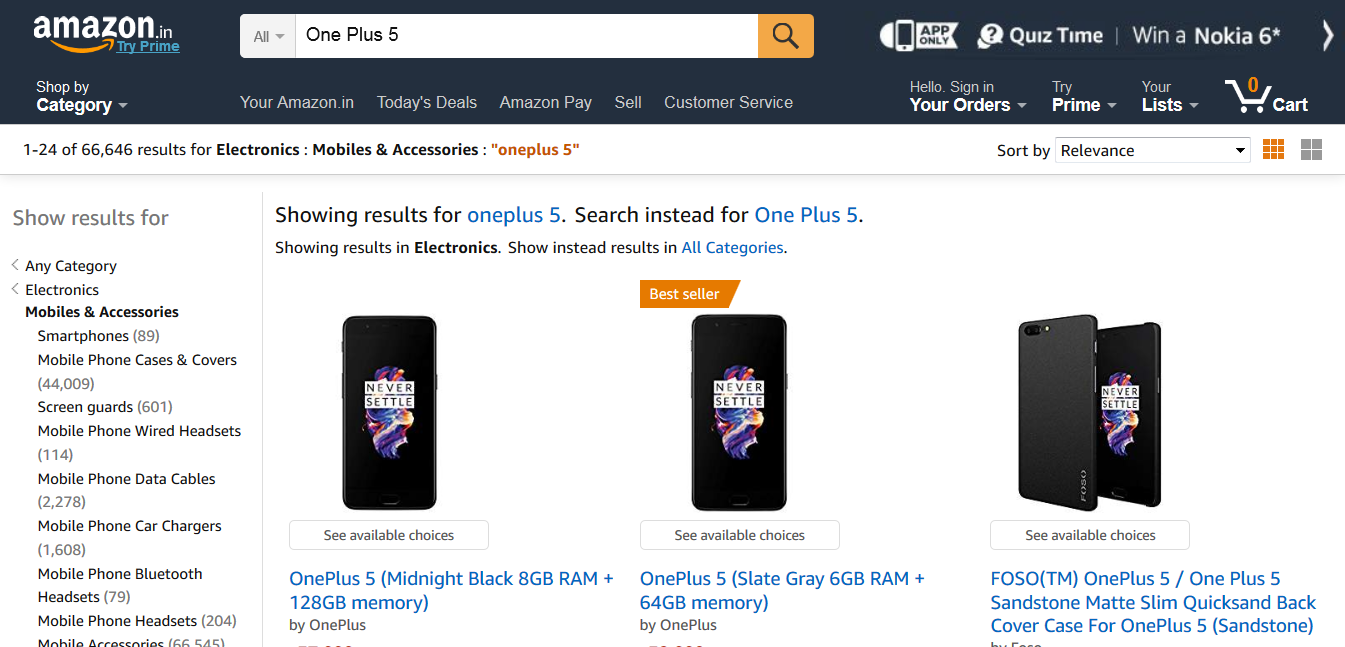 amazon.in
Try Prime
All
One Plus 5
APP ONLY
Quiz Time | Win a Nokia 6*
Shop by
Category
Your Amazon.in Today's Deals Amazon Pay Sell Customer Service
Hello. Sign in
Your Orders
Try
Prime
Your
Lists
0
Cart
1-24 of 66,646 results for Electronics : Mobiles & Accessories : "oneplus 5"
Sort by Relevance
Show results for
Any Category
Electronics
Mobiles & Accessories
Smartphones (89)
Mobile Phone Cases & Covers
(44,009)
Screen guards (601)
Mobile Phone Wired Headsets
(114)
Mobile Phone Data Cables
(2,278)
Mobile Phone Car Chargers
(1,608)
Mobile Phone Bluetooth
Headsets (79)
Mobile Phone Headsets (204)
Mobile Accessories (66,545)
Showing results for oneplus 5. Search instead for One Plus 5.
Showing results in Electronics. Show instead results in All Categories.
NEVER
SETTLE
See available choices
OnePlus 5 (Midnight Black 8GB RAM +
128GB memory)
by OnePlus
Best seller
NEVER
SETTLE
See available choices
OnePlus 5 (Slate Gray 6GB RAM +
64GB memory)
by OnePlus
NEVER
SETTLE
FOSO
See available choices
FOSO(TM) OnePlus 5 / One Plus 5
Sandstone Matte Slim Quicksand Back
Cover Case For OnePlus 5 (Sandstone)
by Foso